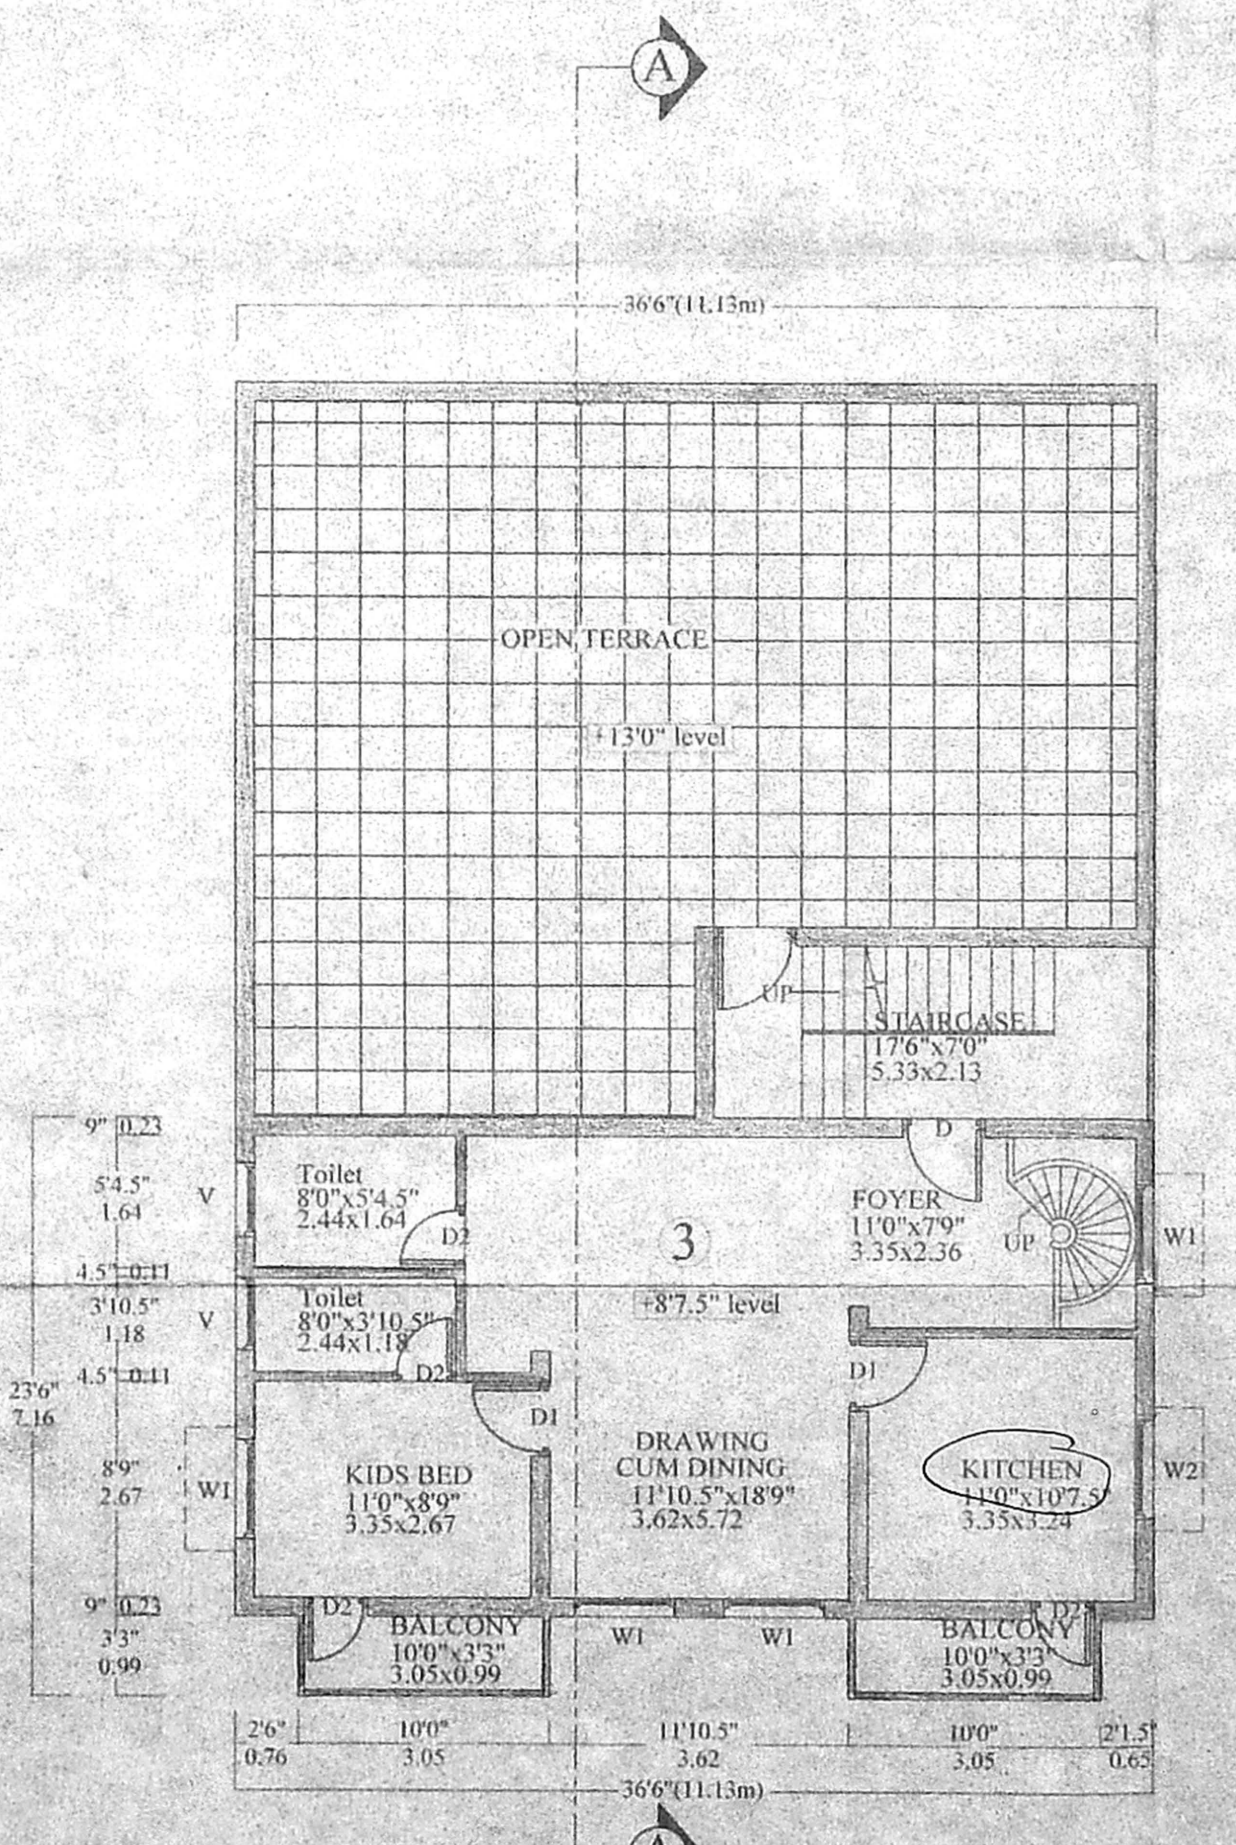 A
36'6"(11.13m)
OPEN TERRACE
+13'0" level
UP
STAIRCASE
17'6"x7'0"
5.33x2.13
9" 0.23
5'4.5"
1.64
V
Toilet
8'0"x5'4.5"
2.44x1.64
D2
3
D
FOYER
11'0"x7'9"
3.35x2.36
UP
W1
4.5" 0.11
3'10.5"
1.18
V
Toilet
8'0"x3'10.5"
2.44x1.18
D2
+8'7.5" level
4.5" 0.11
23'6"
7.16
D1
D1
8'9"
2.67
W1
KIDS BED
11'0"x8'9"
3.35x2.67
DRAWING
CUM DINING
11'10.5"x18'9"
3.62x5.72
KITCHEN
11'0"x10'7.5"
3.35x3.24
W2
9" 0.23
3'3"
0.99
D2
BALCONY
10'0"x3'3"
3.05x0.99
W1
W1
D2
BALCONY
10'0"x3'3"
3.05x0.99
2'6" 10'0" 11'10.5" 10'0" 2'1.5"
0.76 3.05 3.62 3.05 0.65
36'6"(11.13m)
A